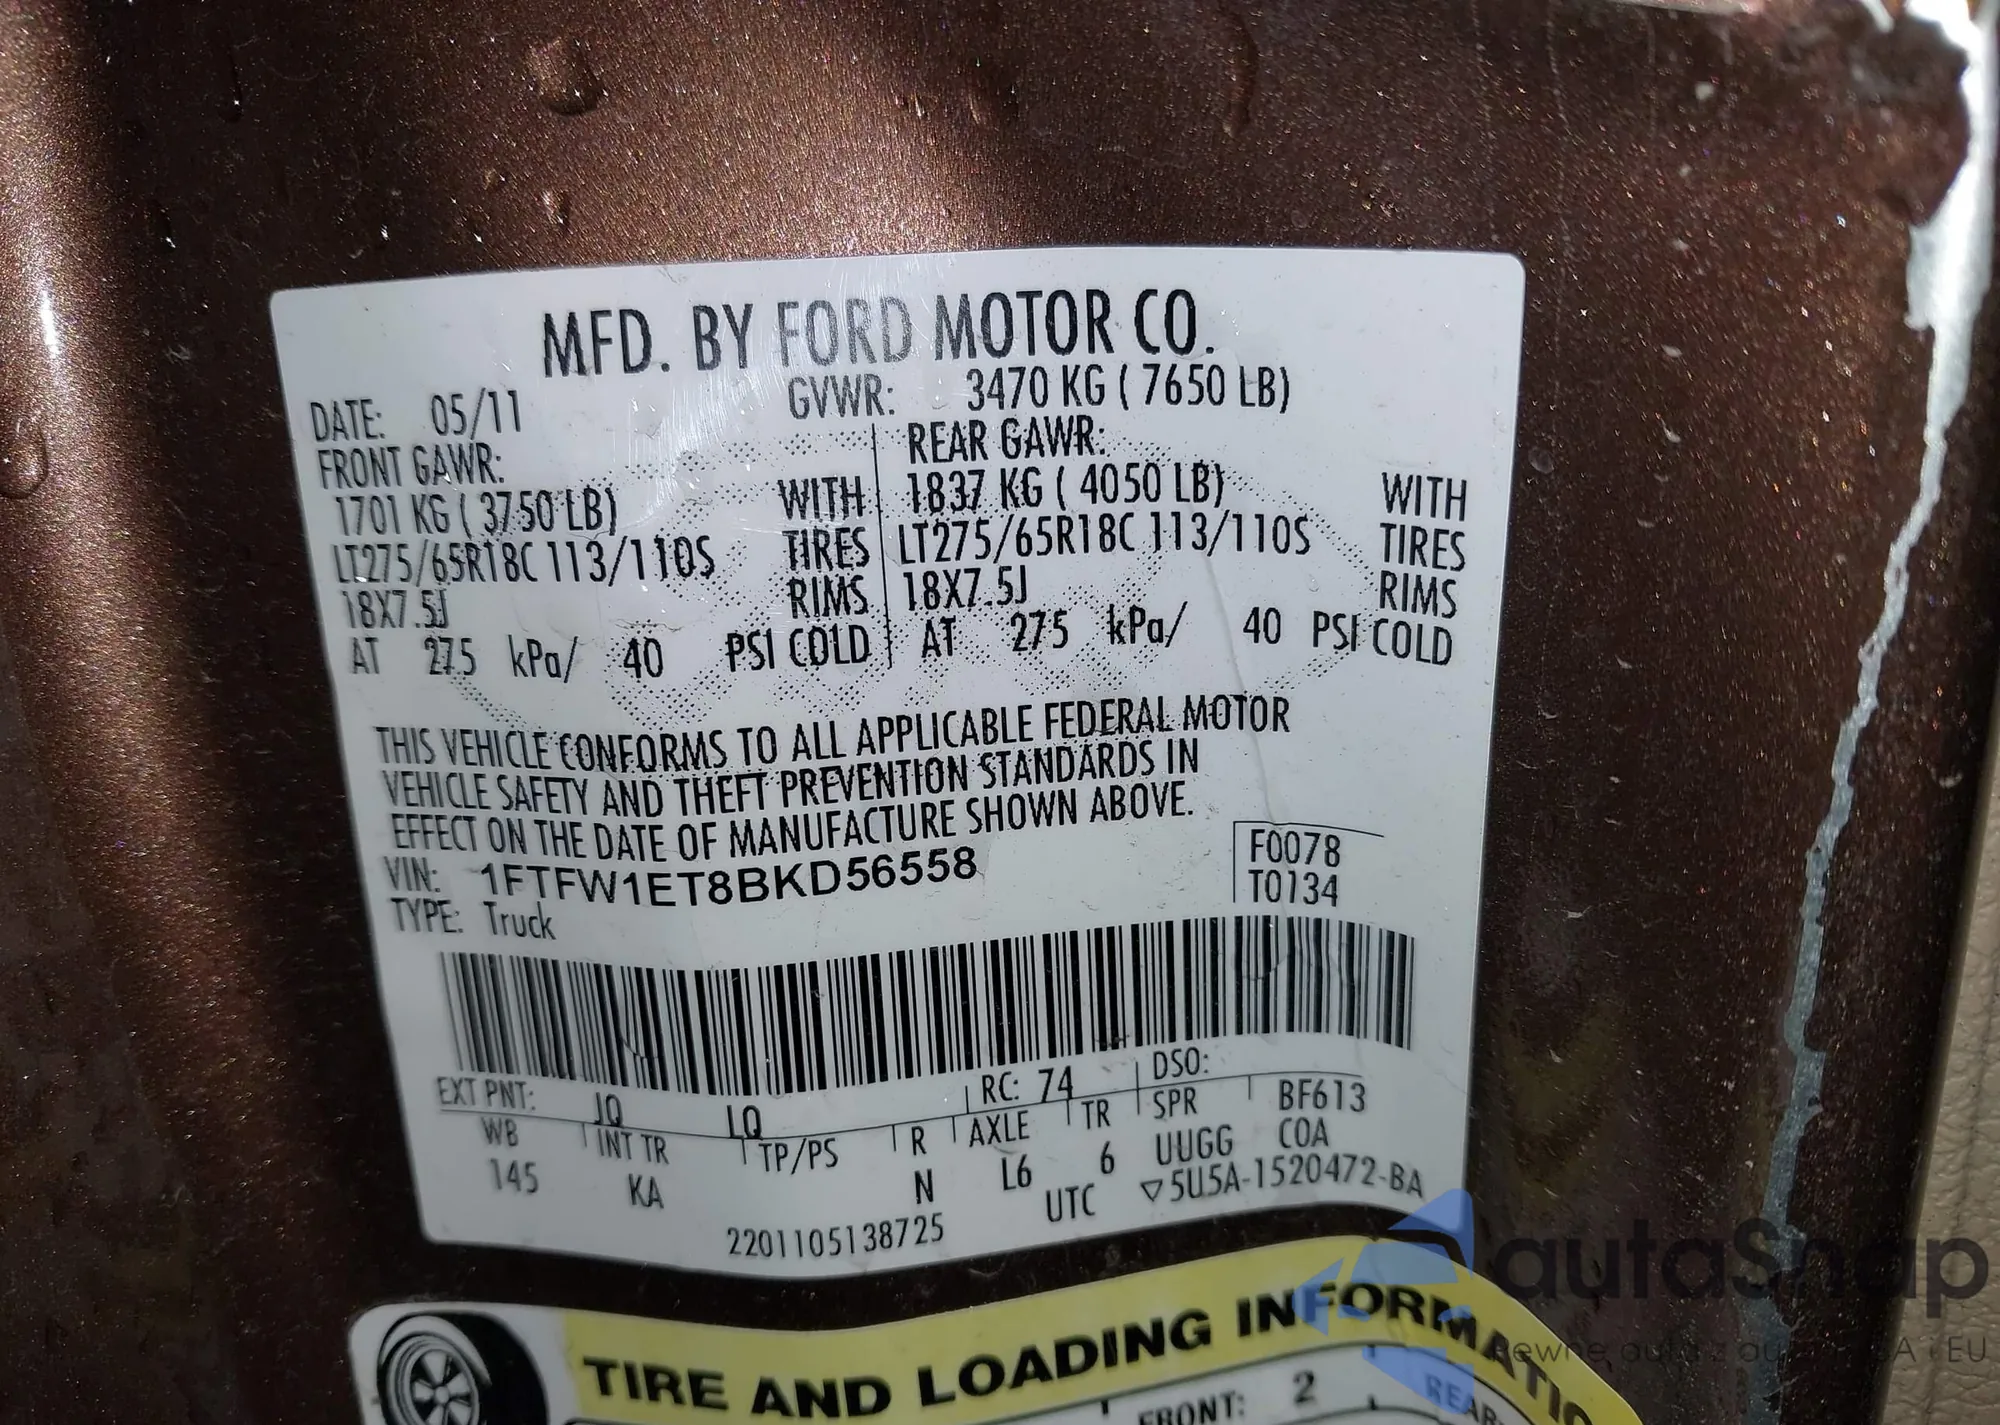 MFD. BY FORD MOTOR CO.
DATE: 05/11 GVWR: 3470 KG ( 7650 LB)
FRONT GAWR: REAR GAWR:
1701 KG ( 3750 LB) WITH 1837 KG ( 4050 LB) WITH
LT275/65R18C 113/110S TIRES LT275/65R18C 113/110S TIRES
18X7.5J RIMS 18X7.5J RIMS
AT 275 kPa/ 40 PSI COLD AT 275 kPa/ 40 PSI COLD
THIS VEHICLE CONFORMS TO ALL APPLICABLE FEDERAL MOTOR
VEHICLE SAFETY AND THEFT PREVENTION STANDARDS IN
EFFECT ON THE DATE OF MANUFACTURE SHOWN ABOVE.
VIN: 1FTFW1ET8BKD56558 F0078
TYPE: Truck T0134
EXT PNT: JQ LQ RC: 74 DSO:
WB INT TR TP/PS R AXLE TR SPR BF613
145 KA N L6 6 UUGG COA
UTC ▽5U5A-1520472-BA
2201105138725
TIRE AND LOADING INFORMATIO
FRONT: 2 REAR:
autasnap
Pewne auta z USA i EU